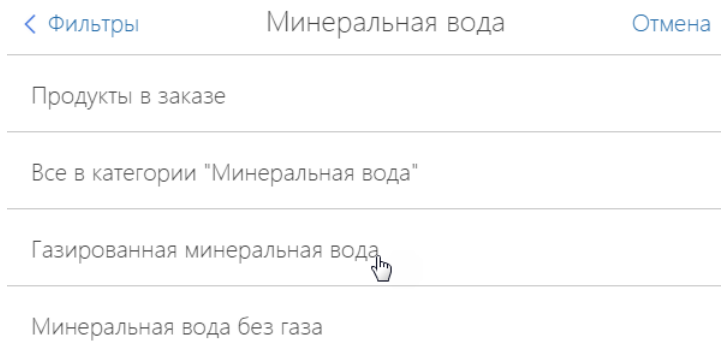 Фильтры Минеральная вода Отмена
Продукты в заказе
Все в категории "Минеральная вода"
Газированная минеральная вода
Минеральная вода без газа